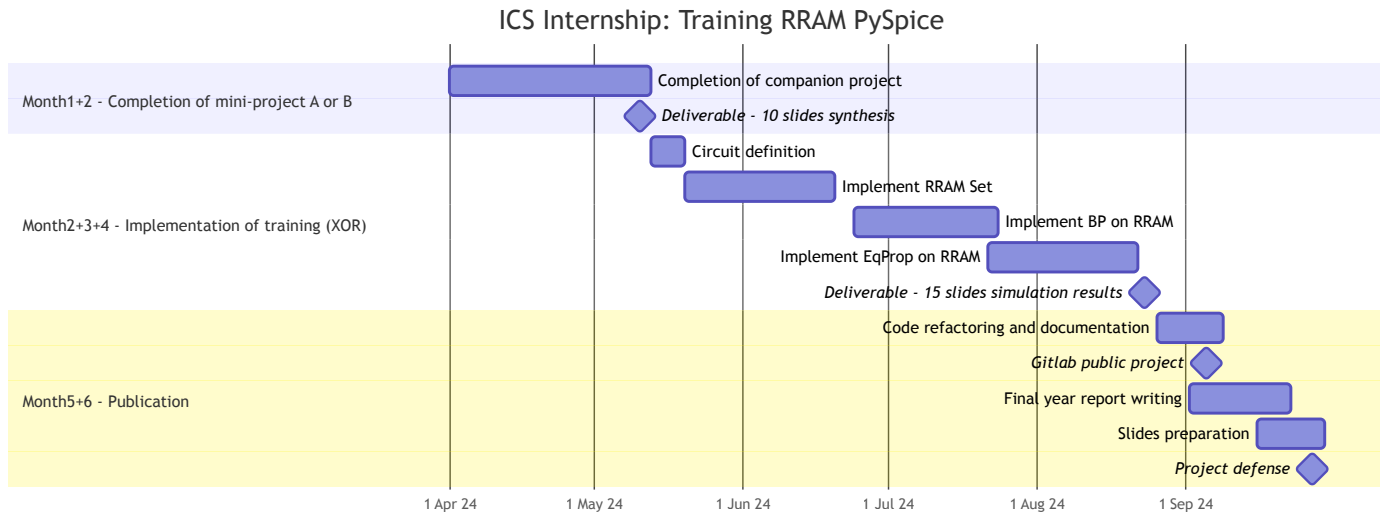 ICS Internship: Training RRAM PySpice
Month1+2 - Completion of mini-project A or B
Completion of companion project
Deliverable - 10 slides synthesis
Month2+3+4 - Implementation of training (XOR)
Circuit definition
Implement RRAM Set
Implement BP on RRAM
Implement EqProp on RRAM
Deliverable - 15 slides simulation results
Month5+6 - Publication
Code refactoring and documentation
Gitlab public project
Final year report writing
Slides preparation
Project defense
1 Apr 24
1 May 24
1 Jun 24
1 Jul 24
1 Aug 24
1 Sep 24